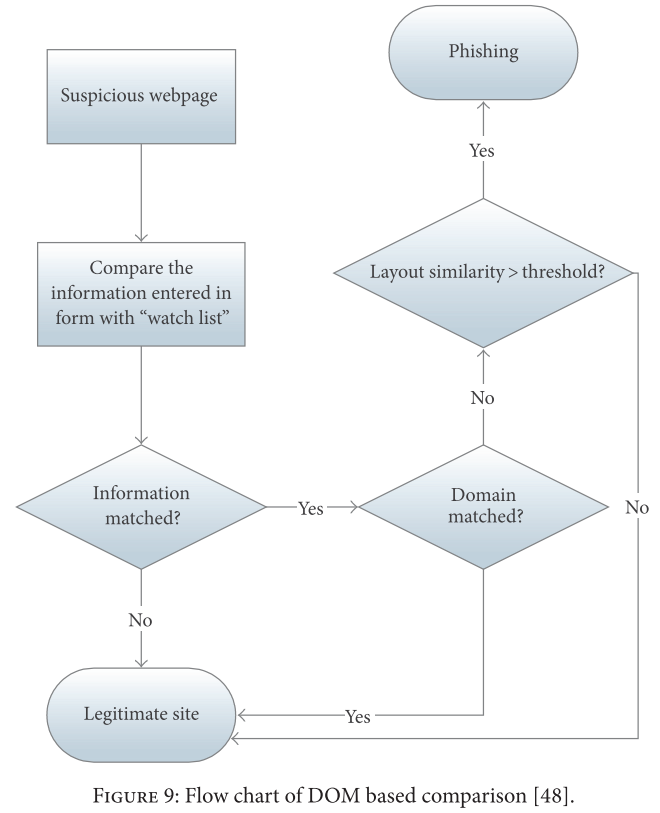 Phishing
Suspicious webpage
Yes
Compare the
information entered in
form with “watch list”
Layout similarity > threshold?
No
Information
matched?
Yes
Domain
matched?
No
No
Legitimate site
Yes
FIGURE 9: Flow chart of DOM based comparison [48].